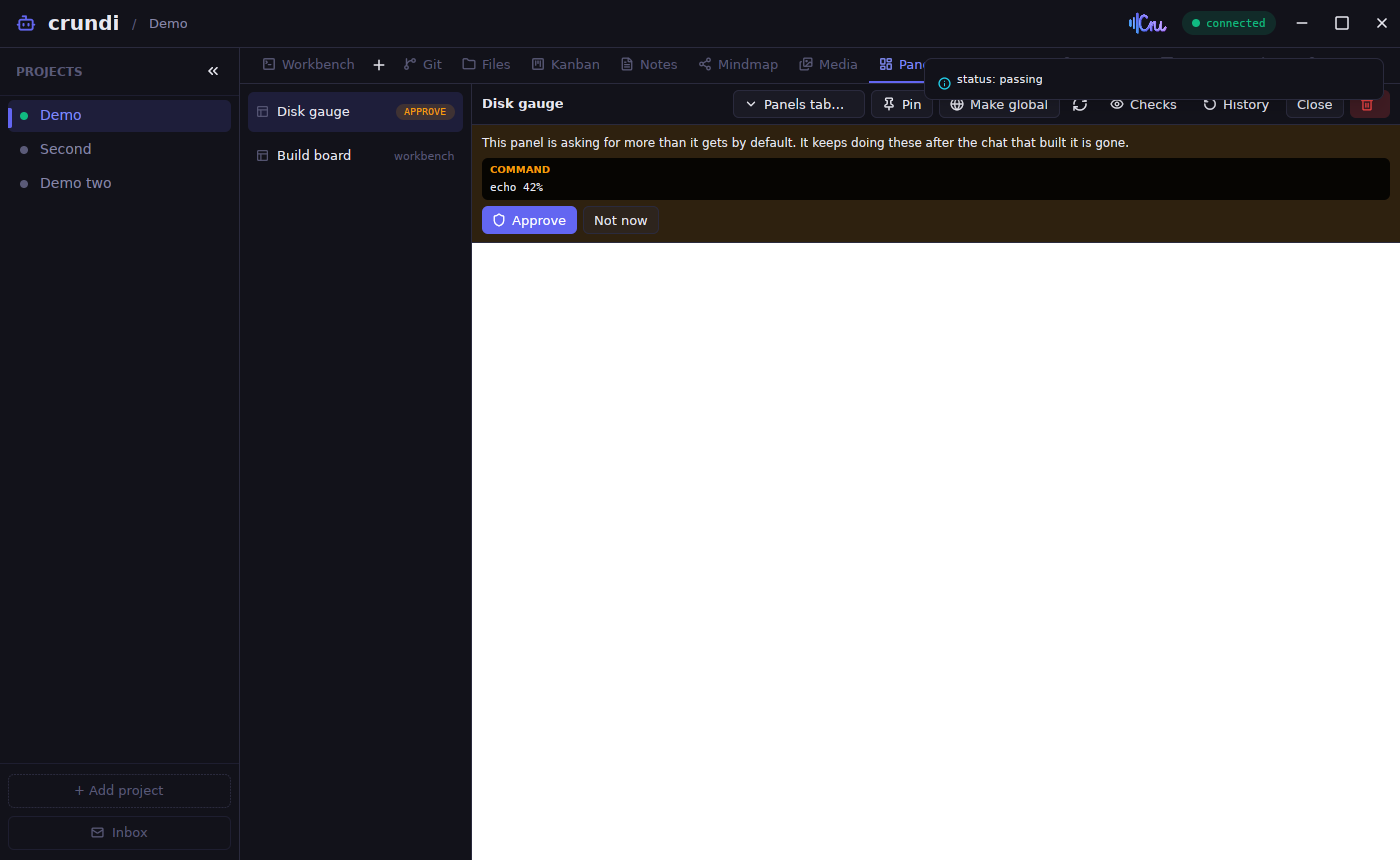 crundi / Demo
Cru
connected
PROJECTS
Demo
Second
Demo two
+ Add project
Inbox
Workbench
Git
Files
Kanban
Notes
Mindmap
Media
status: passing
Disk gauge
APPROVE
Build board
workbench
Disk gauge
Panels tab...
Pin
Make global
Checks
History
Close
This panel is asking for more than it gets by default. It keeps doing these after the chat that built it is gone.
COMMAND
echo 42%
Approve
Not now